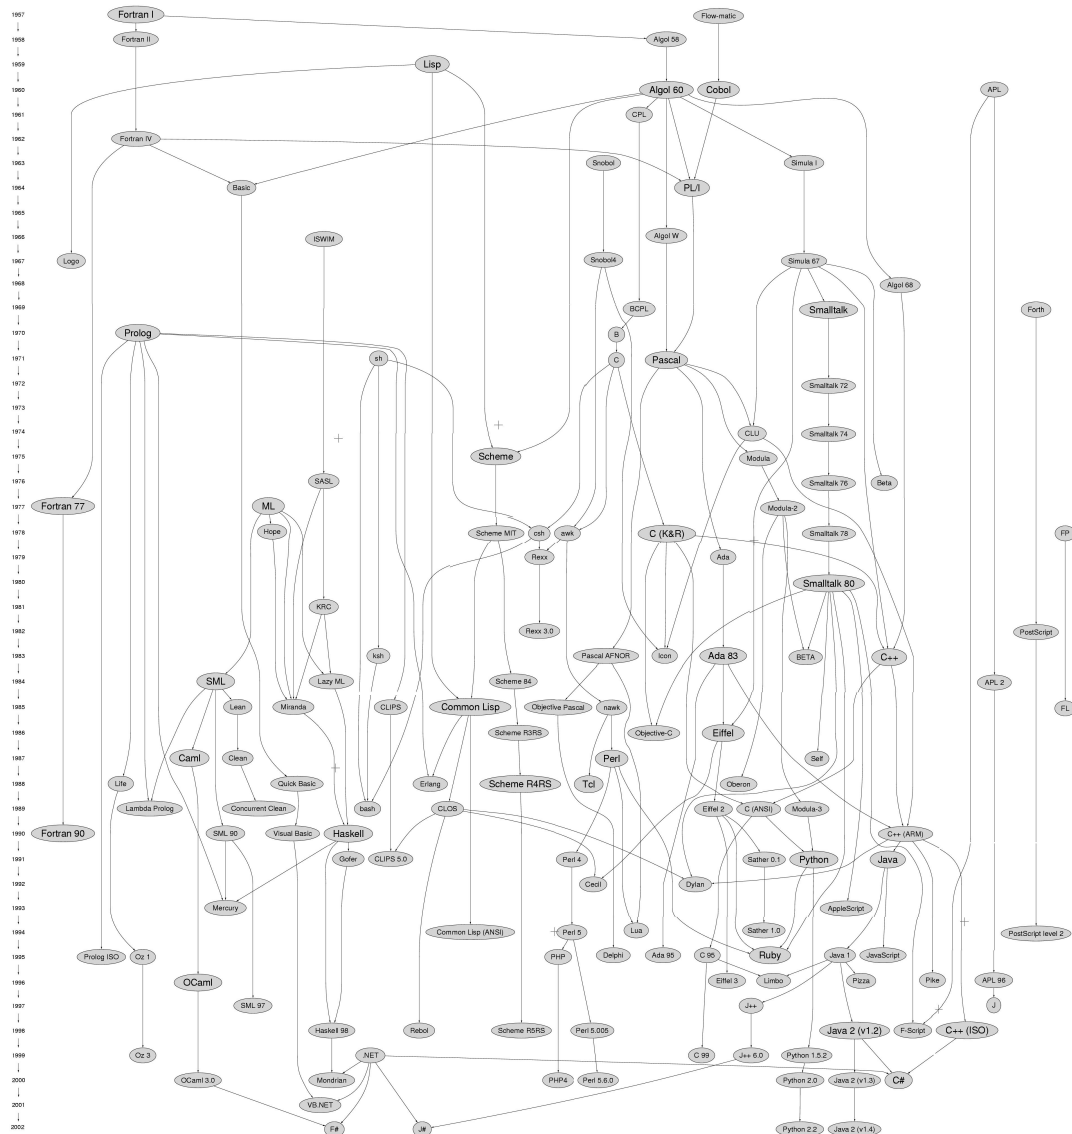 1957 Fortran I Flow-matic
1958 Fortran II Algol 58
1959 Lisp
1960 Algol 60 Cobol APL
1961 CPL
1962 Fortran IV
1963 Snobol Simula I
1964 Basic PL/I
1965
1966 ISWIM Algol W
1967 Logo Snobol4 Simula 67
1968 Algol 68
1969 BCPL Smalltalk Forth
1970 Prolog B
1971 sh C Pascal
1972 Smalltalk 72
1973
1974 CLU Smalltalk 74
1975 Scheme Modula
1976 SASL Smalltalk 76 Beta
1977 Fortran 77 ML Modula-2
1978 Hope Scheme MIT csh awk C (K&R) Smalltalk 78 FP
1979 Rexx Ada
1980 Smalltalk 80
1981 KRC
1982 Rexx 3.0 PostScript
1983 ksh Pascal AFNOR Icon Ada 83 BETA C++
1984 SML Lazy ML Scheme 84 APL 2
1985 Lean Miranda CLIPS Common Lisp Objective Pascal nawk FL
1986 Scheme R3RS Objective-C Eiffel
1987 Caml Perl Self
1988 Life Quick Basic Erlang Scheme R4RS Tcl Oberon
1989 Lambda Prolog Concurrent Clean bash CLOS Eiffel 2 C (ANSI) Modula-3
Clean
1990 Fortran 90 SML 90 Visual Basic Haskell C++ (ARM)
1991 Gofer CLIPS 5.0 Perl 4 Sather 0.1 Python Java
1992 Cecil Dylan
1993 Mercury AppleScript
1994 Common Lisp (ANSI) Perl 5 Lua Sather 1.0 PostScript level 2
1995 Prolog ISO Oz 1 PHP Delphi Ada 95 C 95 Ruby Java 1 JavaScript
1996 OCaml Eiffel 3 Limbo Pizza Pike APL 96
1997 SML 97 J++ J
1998 Haskell 98 Rebol Scheme R5RS Perl 5.005 Java 2 (v1.2) F-Script C++ (ISO)
1999 Oz 3 .NET C 99 J++ 6.0 Python 1.5.2
2000 OCaml 3.0 Mondrian PHP4 Perl 5.6.0 Python 2.0 Java 2 (v1.3) C#
2001 VB.NET
2002 F# J# Python 2.2 Java 2 (v1.4)